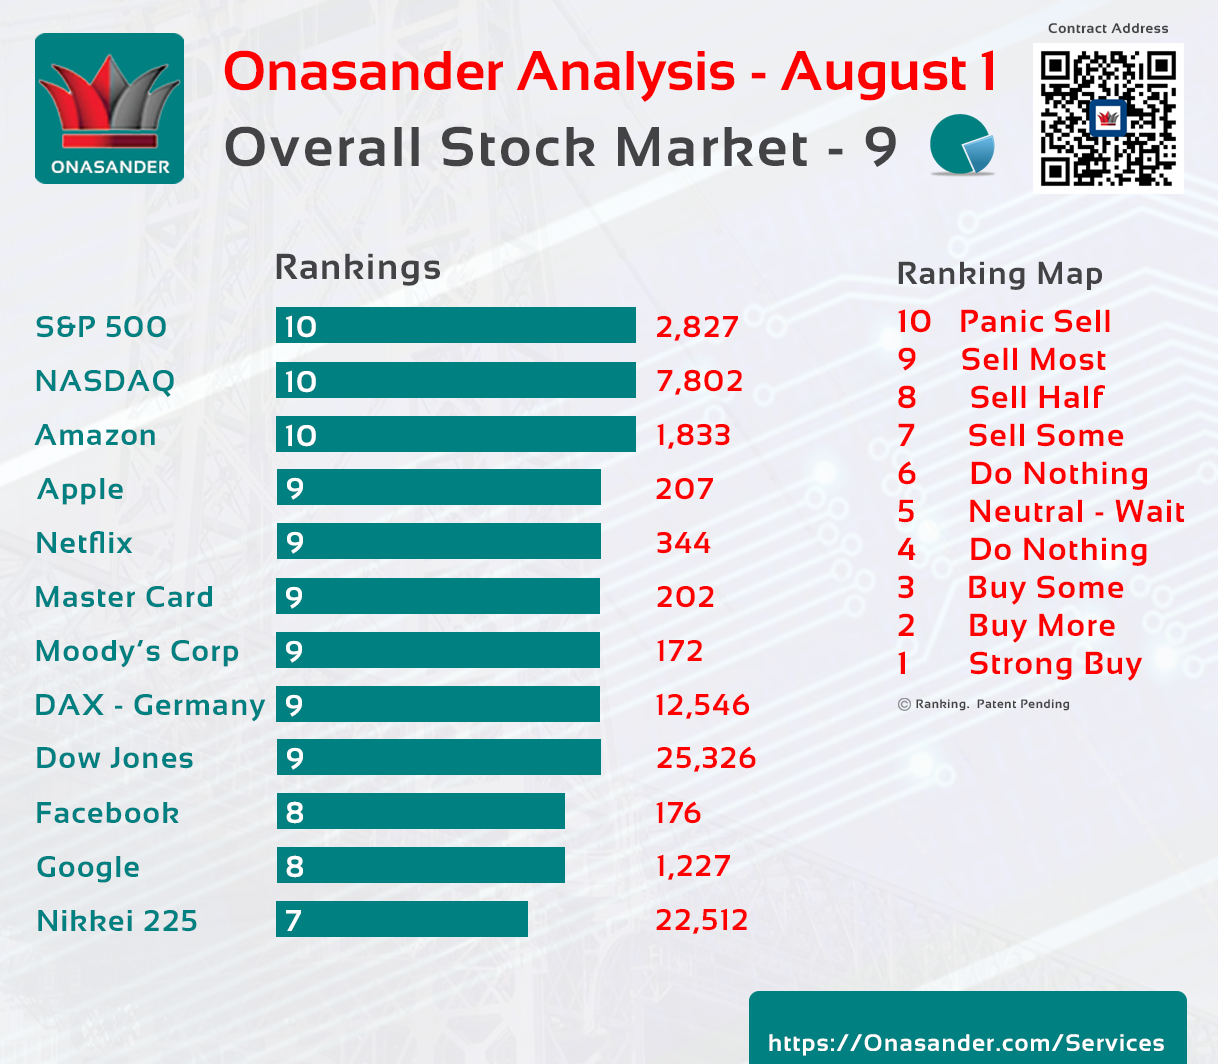 Contract Address
ONASANDER
Onasander Analysis - August 1
Overall Stock Market - 9
Rankings
S&P 500 10 2,827
NASDAQ 10 7,802
Amazon 10 1,833
Apple 9 207
Netflix 9 344
Master Card 9 202
Moody’s Corp 9 172
DAX - Germany 9 12,546
Dow Jones 9 25,326
Facebook 8 176
Google 8 1,227
Nikkei 225 7 22,512
Ranking Map
10 Panic Sell
9 Sell Most
8 Sell Half
7 Sell Some
6 Do Nothing
5 Neutral - Wait
4 Do Nothing
3 Buy Some
2 Buy More
1 Strong Buy
© Ranking. Patent Pending
https://Onasander.com/Services